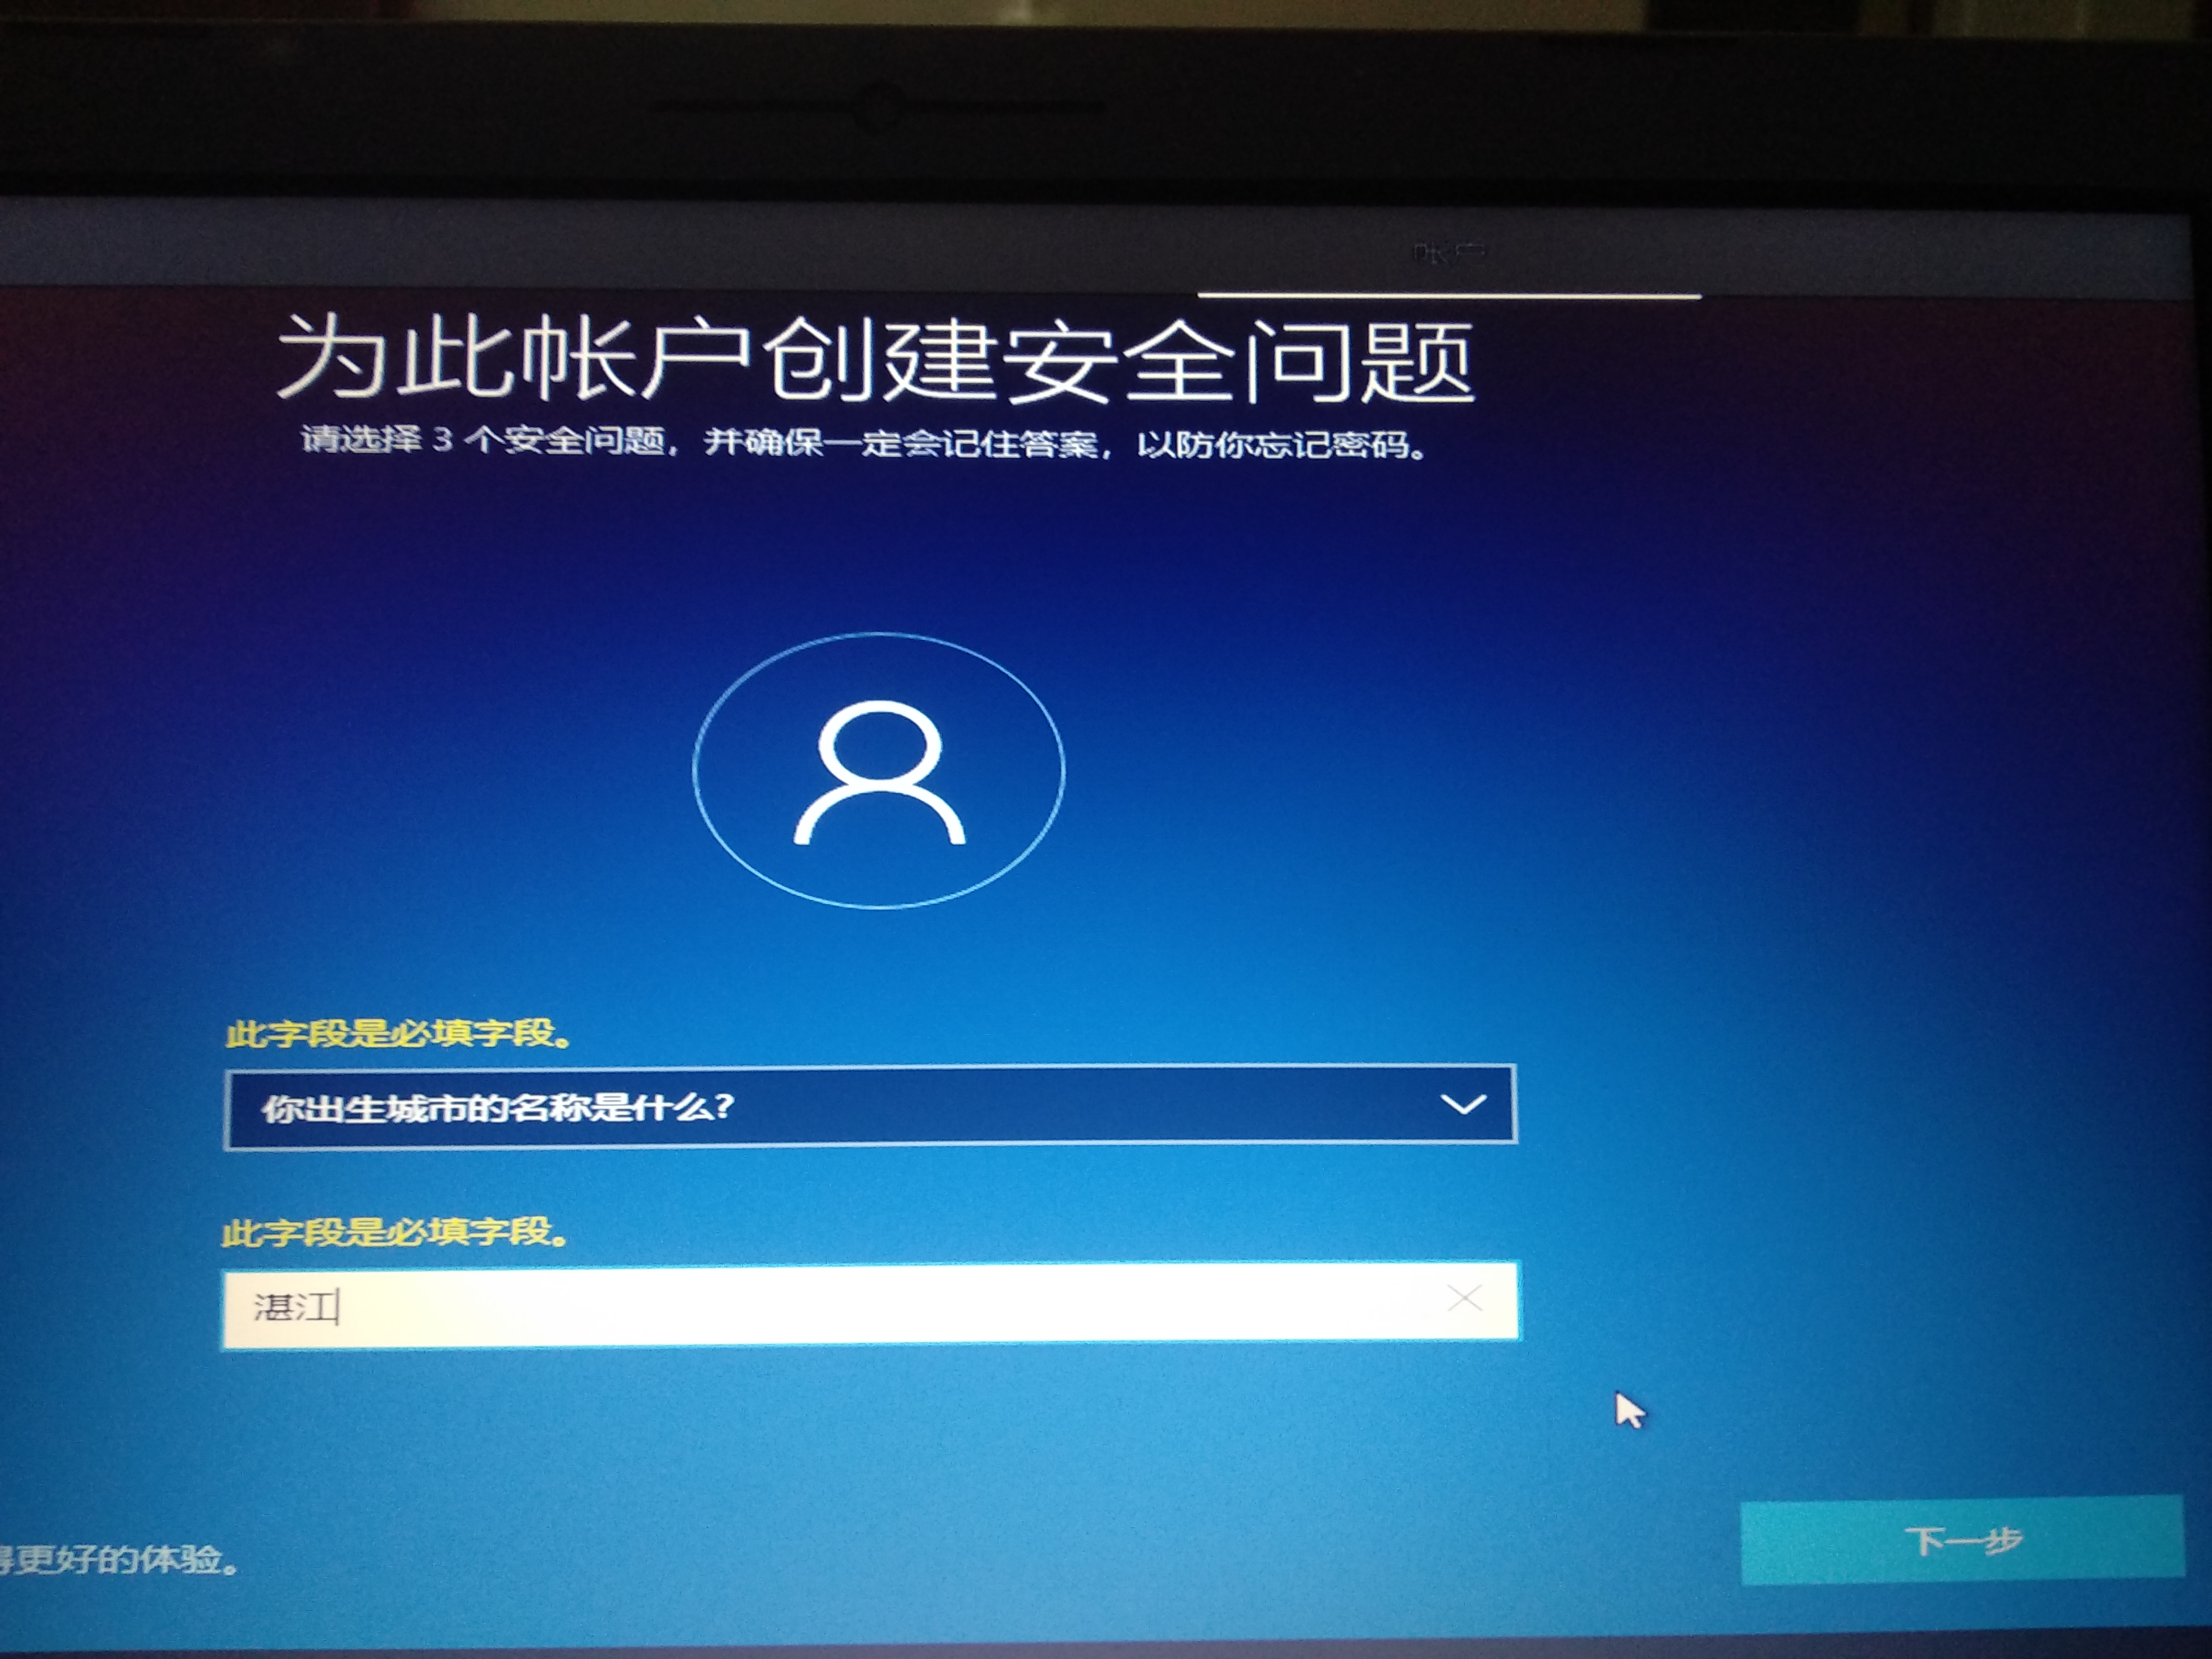 帐户
为此帐户创建安全问题
请选择 3 个安全问题，并确保一定会记住答案，以防你忘记密码。
此字段是必填字段。
你出生城市的名称是什么?
此字段是必填字段。
湛江
下一步
得更好的体验。